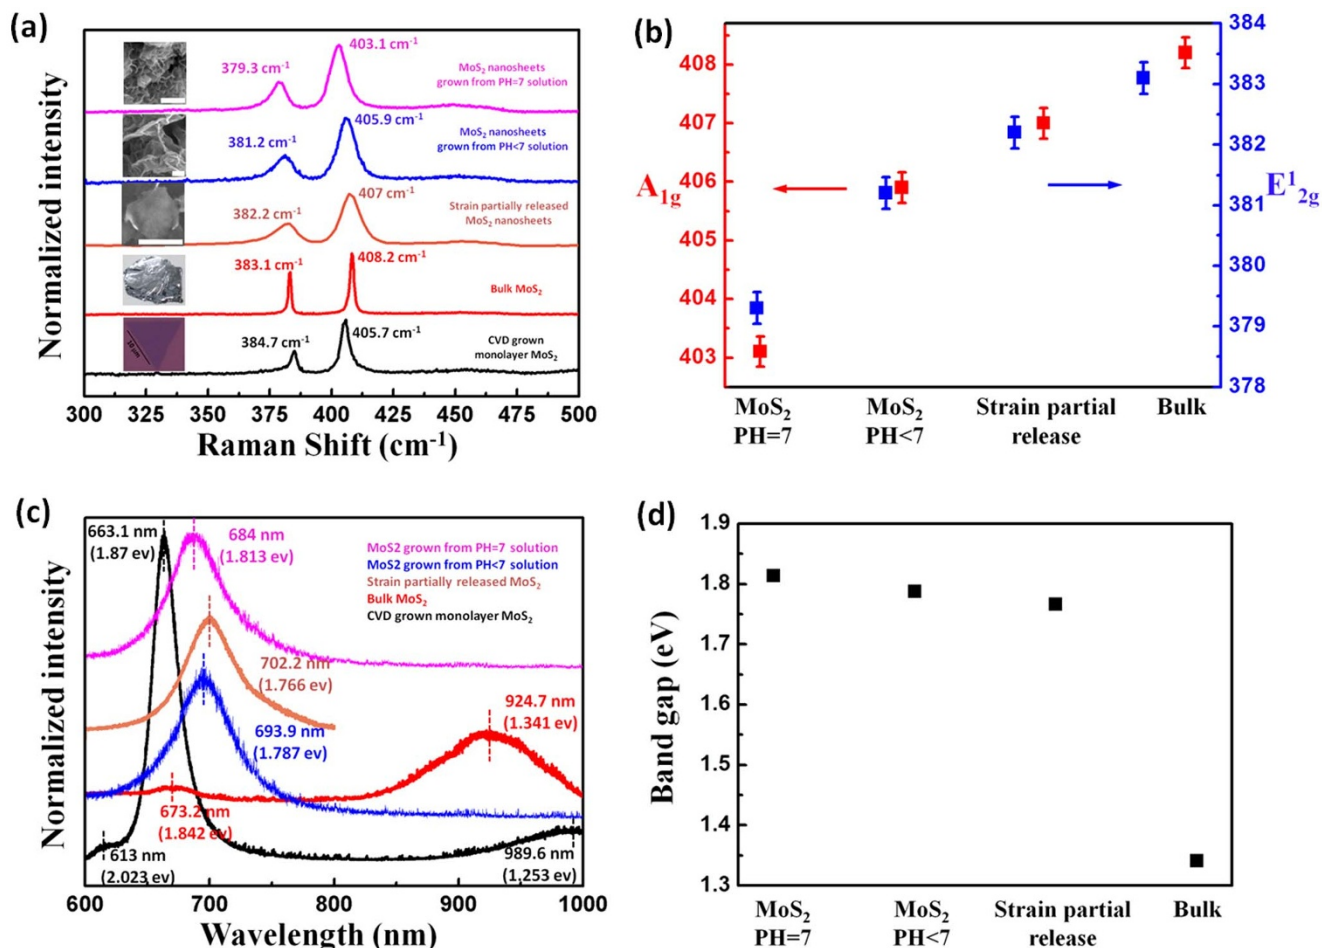 (a)
Normalized intensity
403.1 cm⁻¹
379.3 cm⁻¹
MoS₂ nanosheets
grown from PH=7 solution
405.9 cm⁻¹
381.2 cm⁻¹
MoS₂ nanosheets
grown from PH<7 solution
407 cm⁻¹
382.2 cm⁻¹
Strain partially released
MoS₂ nanosheets
408.2 cm⁻¹
383.1 cm⁻¹
Bulk MoS₂
405.7 cm⁻¹
384.7 cm⁻¹
CVD grown
monolayer MoS₂
10 μm
300 325 350 375 400 425 450 475 500
Raman Shift (cm⁻¹)
(b)
A₁g
408
407
406
405
404
403
E¹₂g
384
383
382
381
380
379
378
MoS₂ MoS₂ Strain partial Bulk
PH=7 PH<7 release
(c)
Normalized intensity
663.1 nm
(1.87 ev)
684 nm
(1.813 ev)
MoS2 grown from PH=7 solution
MoS2 grown from PH<7 solution
Strain partially released MoS₂
Bulk MoS₂
CVD grown monolayer MoS₂
702.2 nm
(1.766 ev)
693.9 nm
(1.787 ev)
924.7 nm
(1.341 ev)
673.2 nm
(1.842 ev)
613 nm
(2.023 ev)
989.6 nm
(1.253 ev)
600 700 800 900 1000
Wavelength (nm)
(d)
Band gap (eV)
1.9
1.8
1.7
1.6
1.5
1.4
1.3
MoS₂ MoS₂ Strain partial Bulk
PH=7 PH<7 release